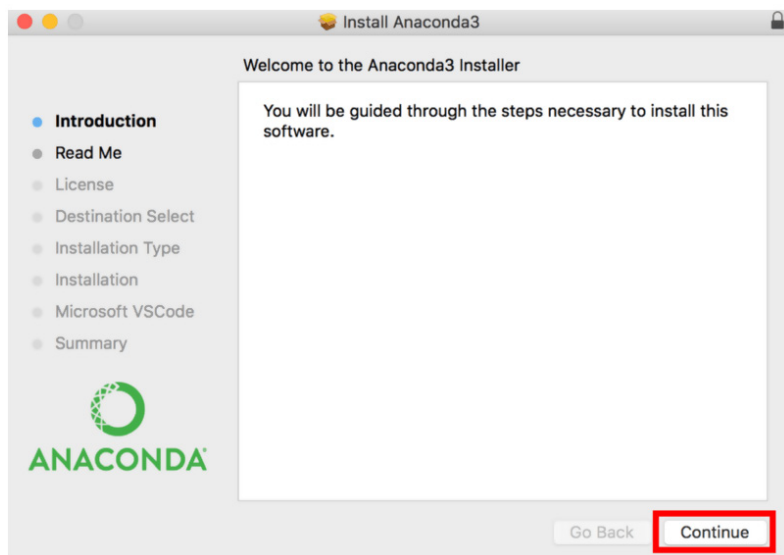 Install Anaconda3
Welcome to the Anaconda3 Installer
Introduction
Read Me
License
Destination Select
Installation Type
Installation
Microsoft VSCode
Summary
ANACONDA
You will be guided through the steps necessary to install this
software.
Go Back
Continue